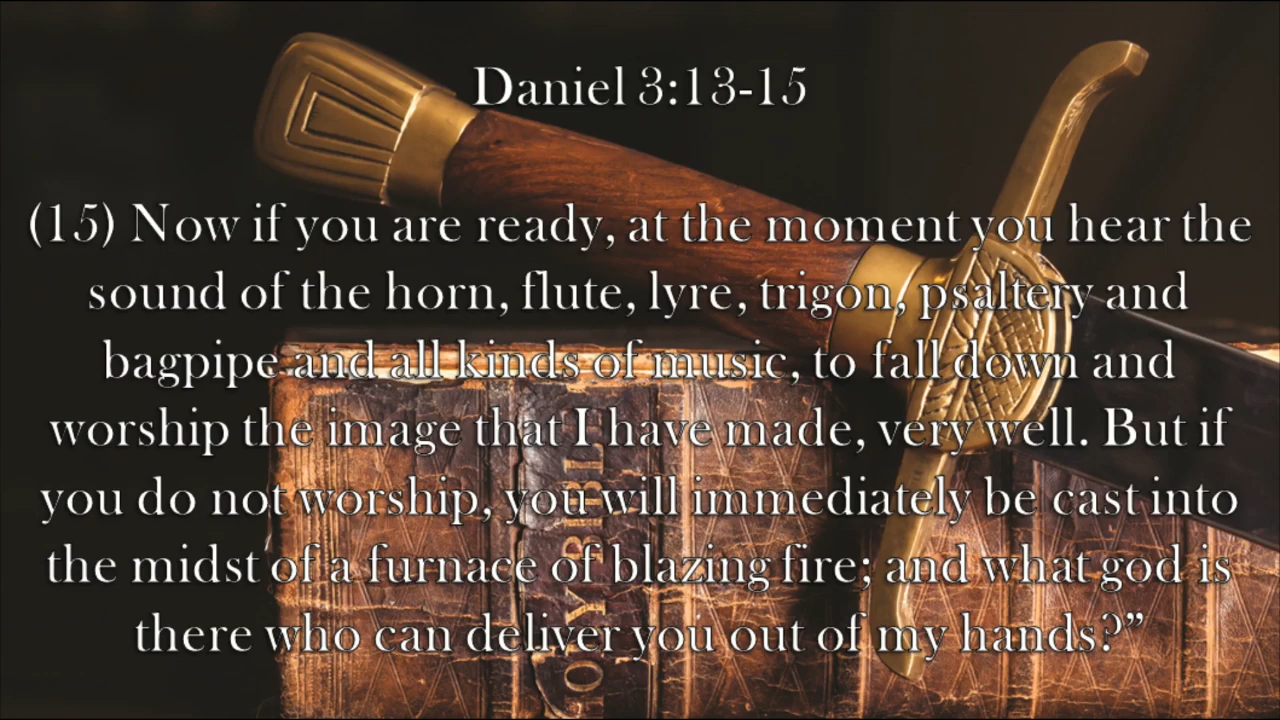 Daniel 3:13-15
(15) Now if you are ready, at the moment you hear the
sound of the horn, flute, lyre, trigon, psaltery and
bagpipe and all kinds of music, to fall down and
worship the image that I have made, very well. But if
you do not worship, you will immediately be cast into
the midst of a furnace of blazing fire; and what god is
there who can deliver you out of my hands?”
OLY BIBL